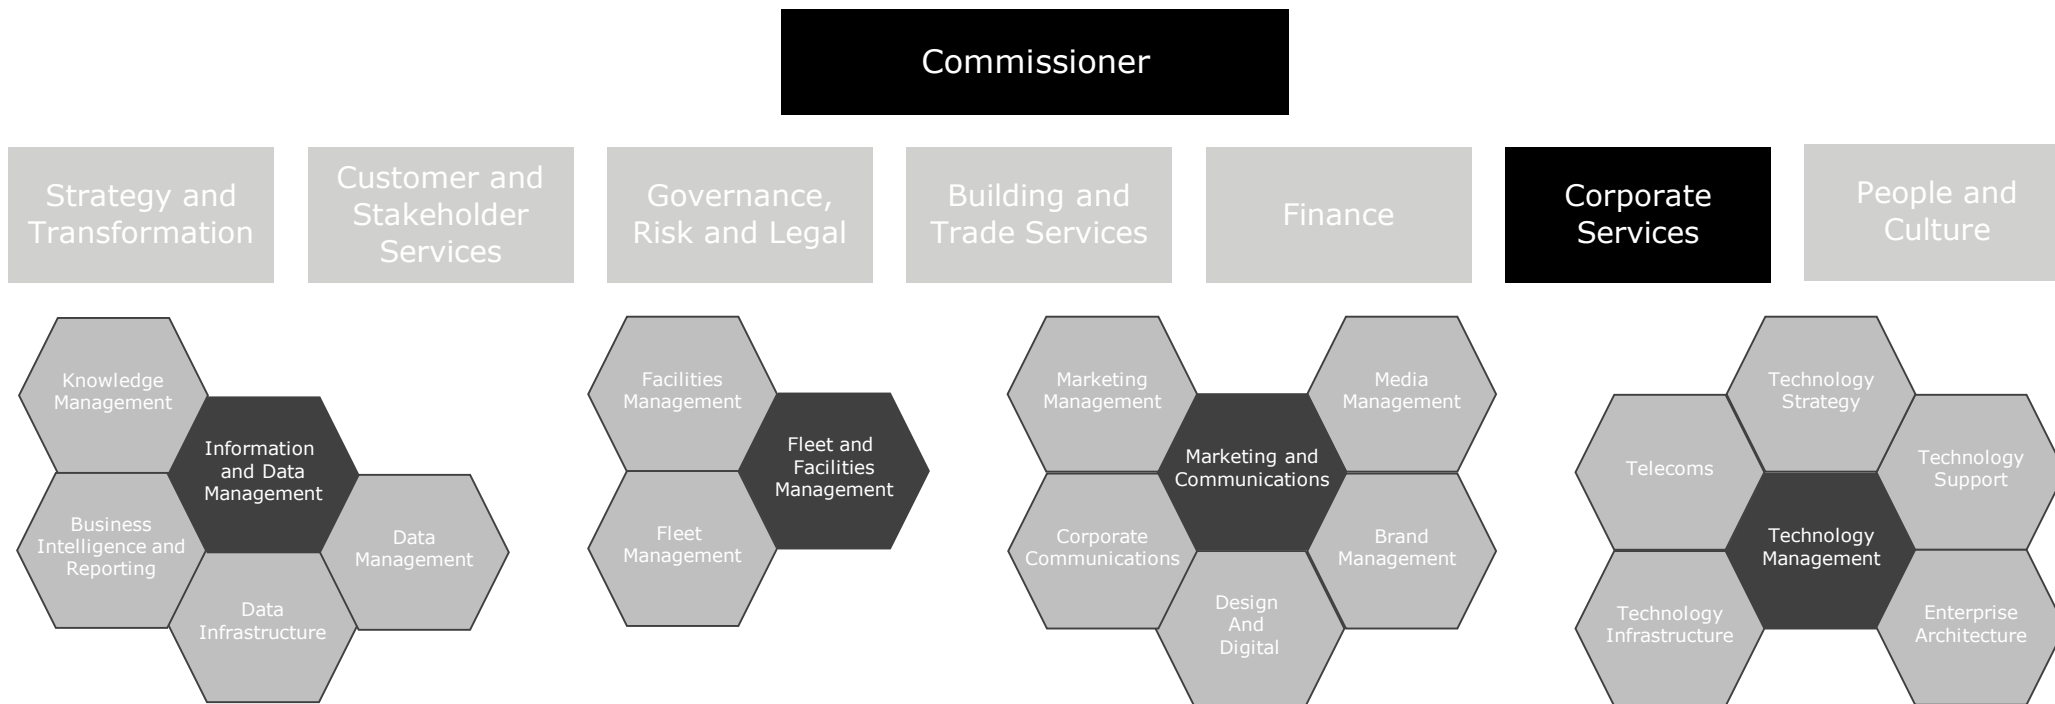 Commissioner
Strategy and
Transformation
Customer and
Stakeholder
Services
Governance,
Risk and Legal
Building and
Trade Services
Finance
Corporate
Services
People and
Culture
Knowledge
Management
Information
and Data
Management
Business
Intelligence and
Reporting
Data
Management
Data
Infrastructure
Facilities
Management
Fleet and
Facilities
Management
Fleet
Management
Marketing
Management
Media
Management
Marketing and
Communications
Corporate
Communications
Brand
Management
Design
And
Digital
Technology
Strategy
Telecoms
Technology
Support
Technology
Management
Technology
Infrastructure
Enterprise
Architecture